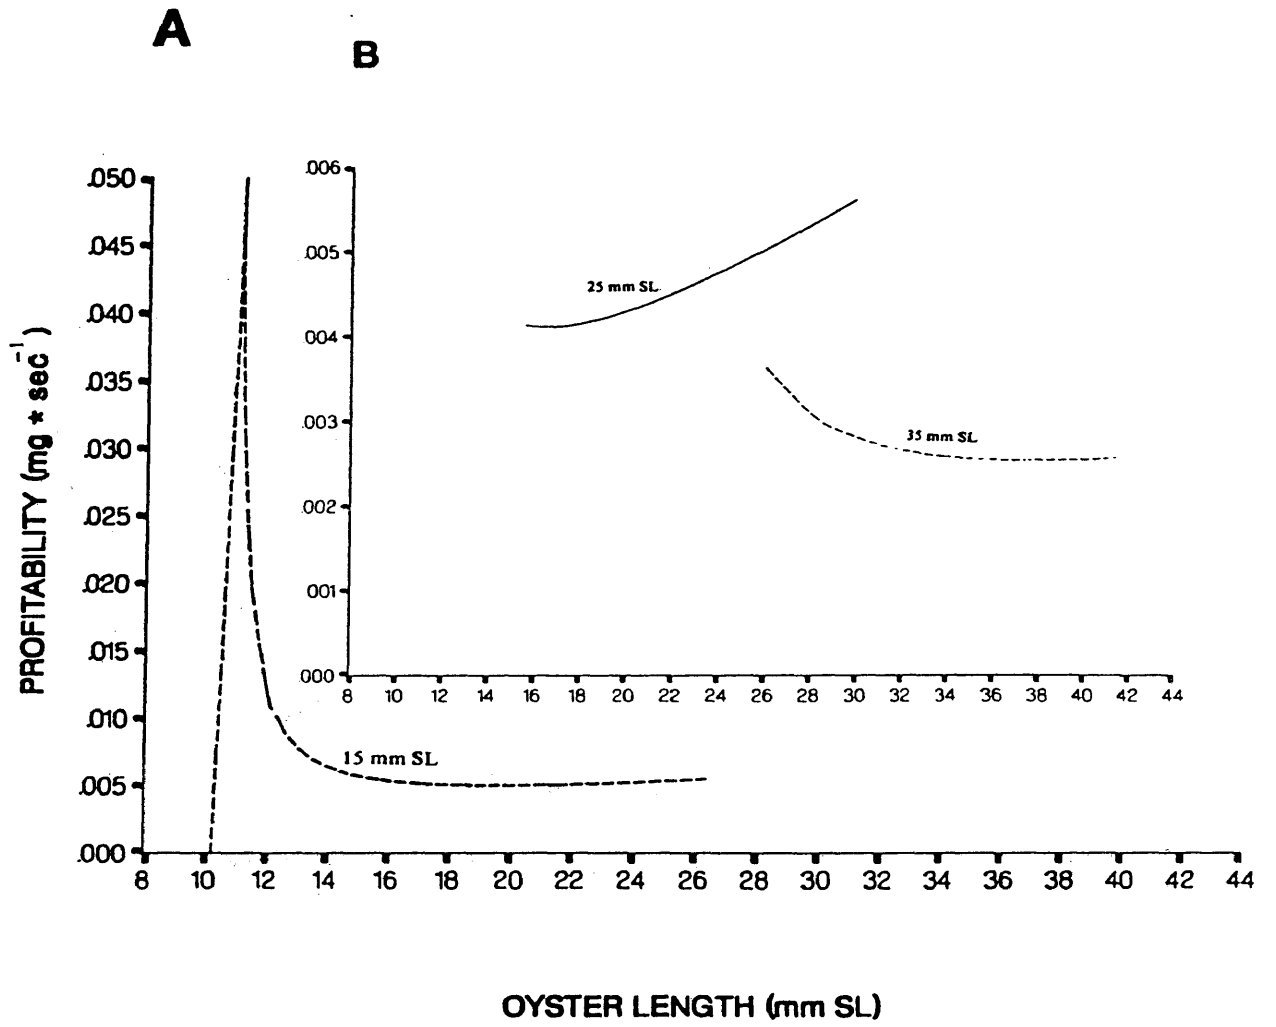 A
B
.050
.045
.040
.035
.030
.025
.020
.015
.010
.005
.000
PROFITABILITY (mg * sec⁻¹)
.006
.005
.004
.003
.002
.001
.000
25 mm SL
35 mm SL
8 10 12 14 16 18 20 22 24 26 28 30 32 34 36 38 40 42 44
15 mm SL
8 10 12 14 16 18 20 22 24 26 28 30 32 34 36 38 40 42 44
OYSTER LENGTH (mm SL)